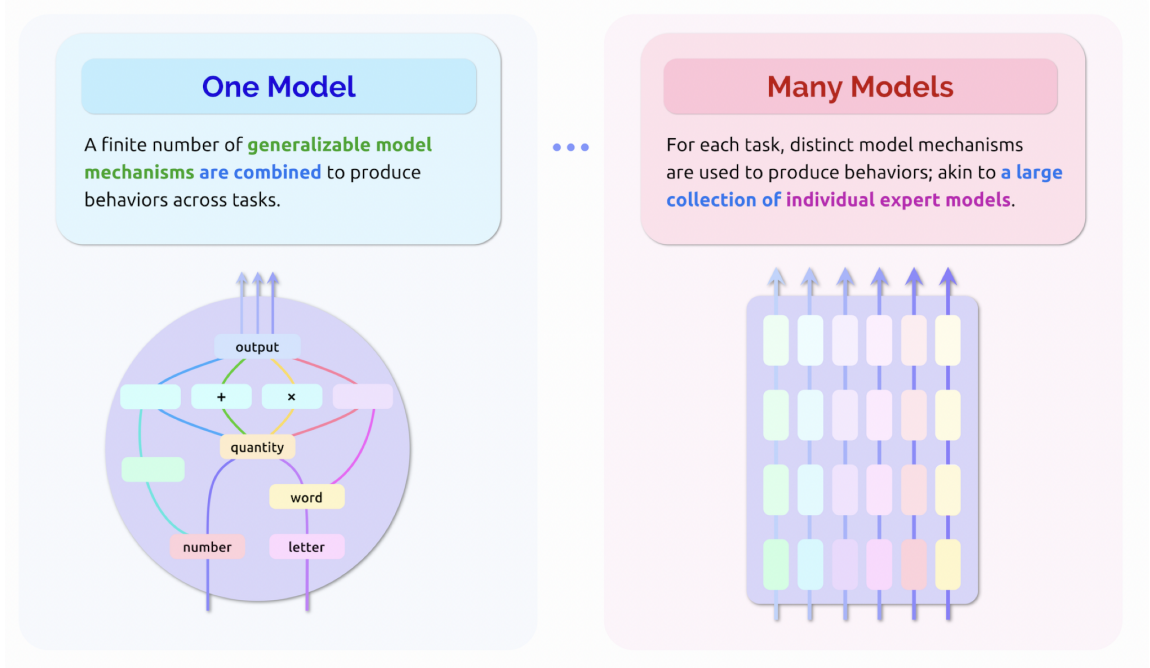 One Model
A finite number of generalizable model
mechanisms are combined to produce
behaviors across tasks.
Many Models
For each task, distinct model mechanisms
are used to produce behaviors; akin to a large
collection of individual expert models.
output
+
×
quantity
word
number
letter